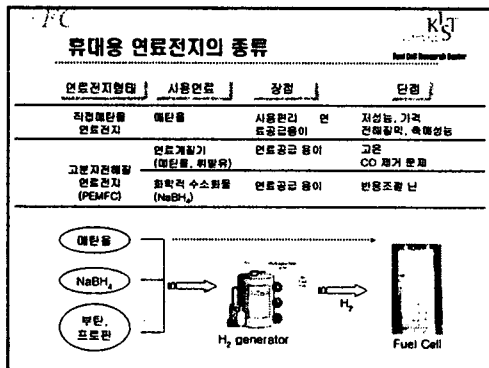 FC
KIST
Fuel Cell Research Center
휴대용 연료전지의 종류
연료전지형태 사용연료 장점 단점
직접메탄올 연료전지 메탄올 사용편리 연료공급용이 저성능, 가격 전해질막, 촉매성능
고분자전해질 연료전지 (PEMFC) 연료개질기 (메탄올, 휘발유) 연료공급 용이 고온 CO 제거 문제
화학적 수소화물 (NaBH₄) 연료공급 용이 반응조절 난
메탄올
NaBH₄
부탄,
프로판
H₂
H₂ generator
Fuel Cell